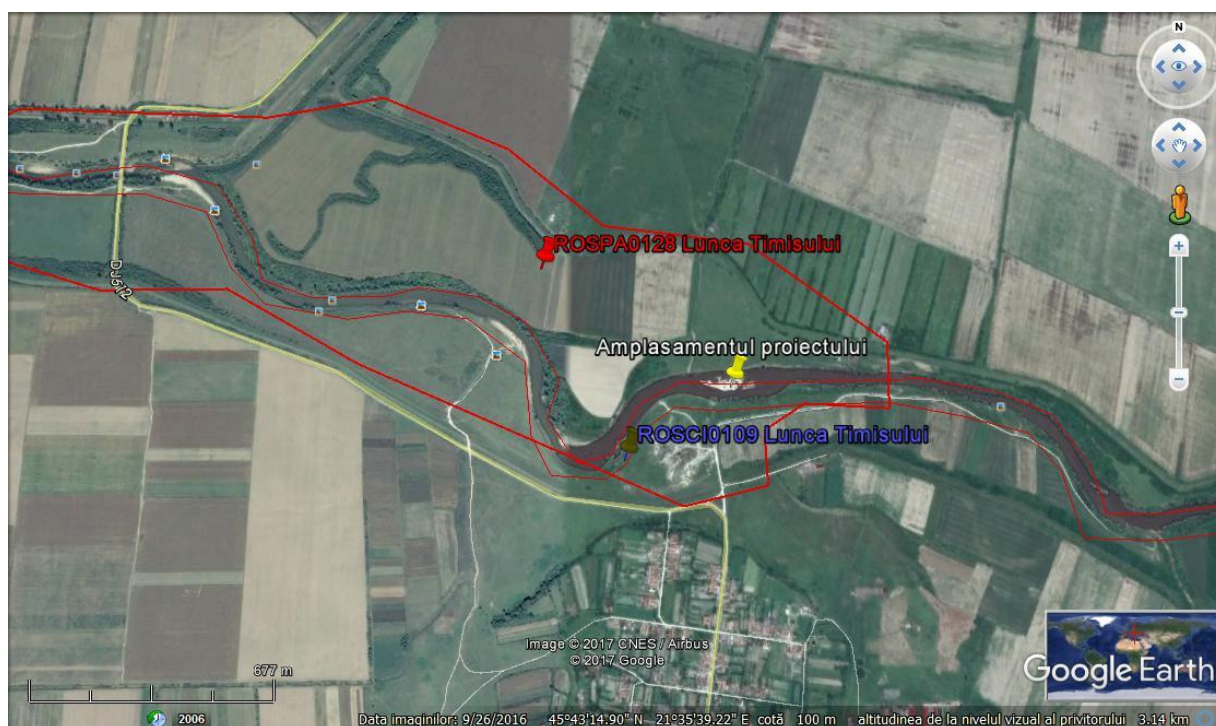 N
ROSPA0128 Lunca Timisului
DJ572
Amplasamentul proiectului
ROSCI0109 Lunca Timisului
Image © 2017 CNES / Airbus
© 2017 Google
677 m
Google Earth
2006
Data imaginilor: 9/26/2016 45°43'14.90" N 21°35'39.22" E cotă 100 m altitudinea de la nivelul vizual al privitorului 3.14 km